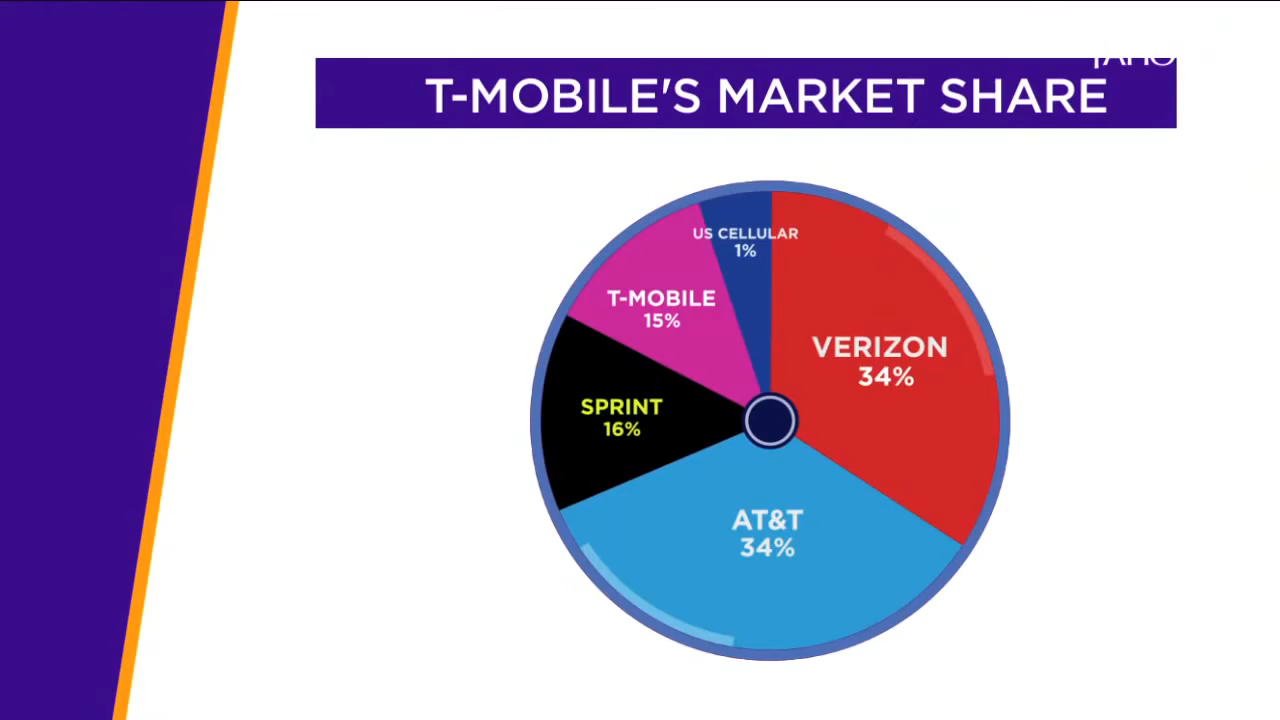 T-MOBILE'S MARKET SHARE
US CELLULAR
1%
T-MOBILE
15%
VERIZON
34%
SPRINT
16%
AT&T
34%